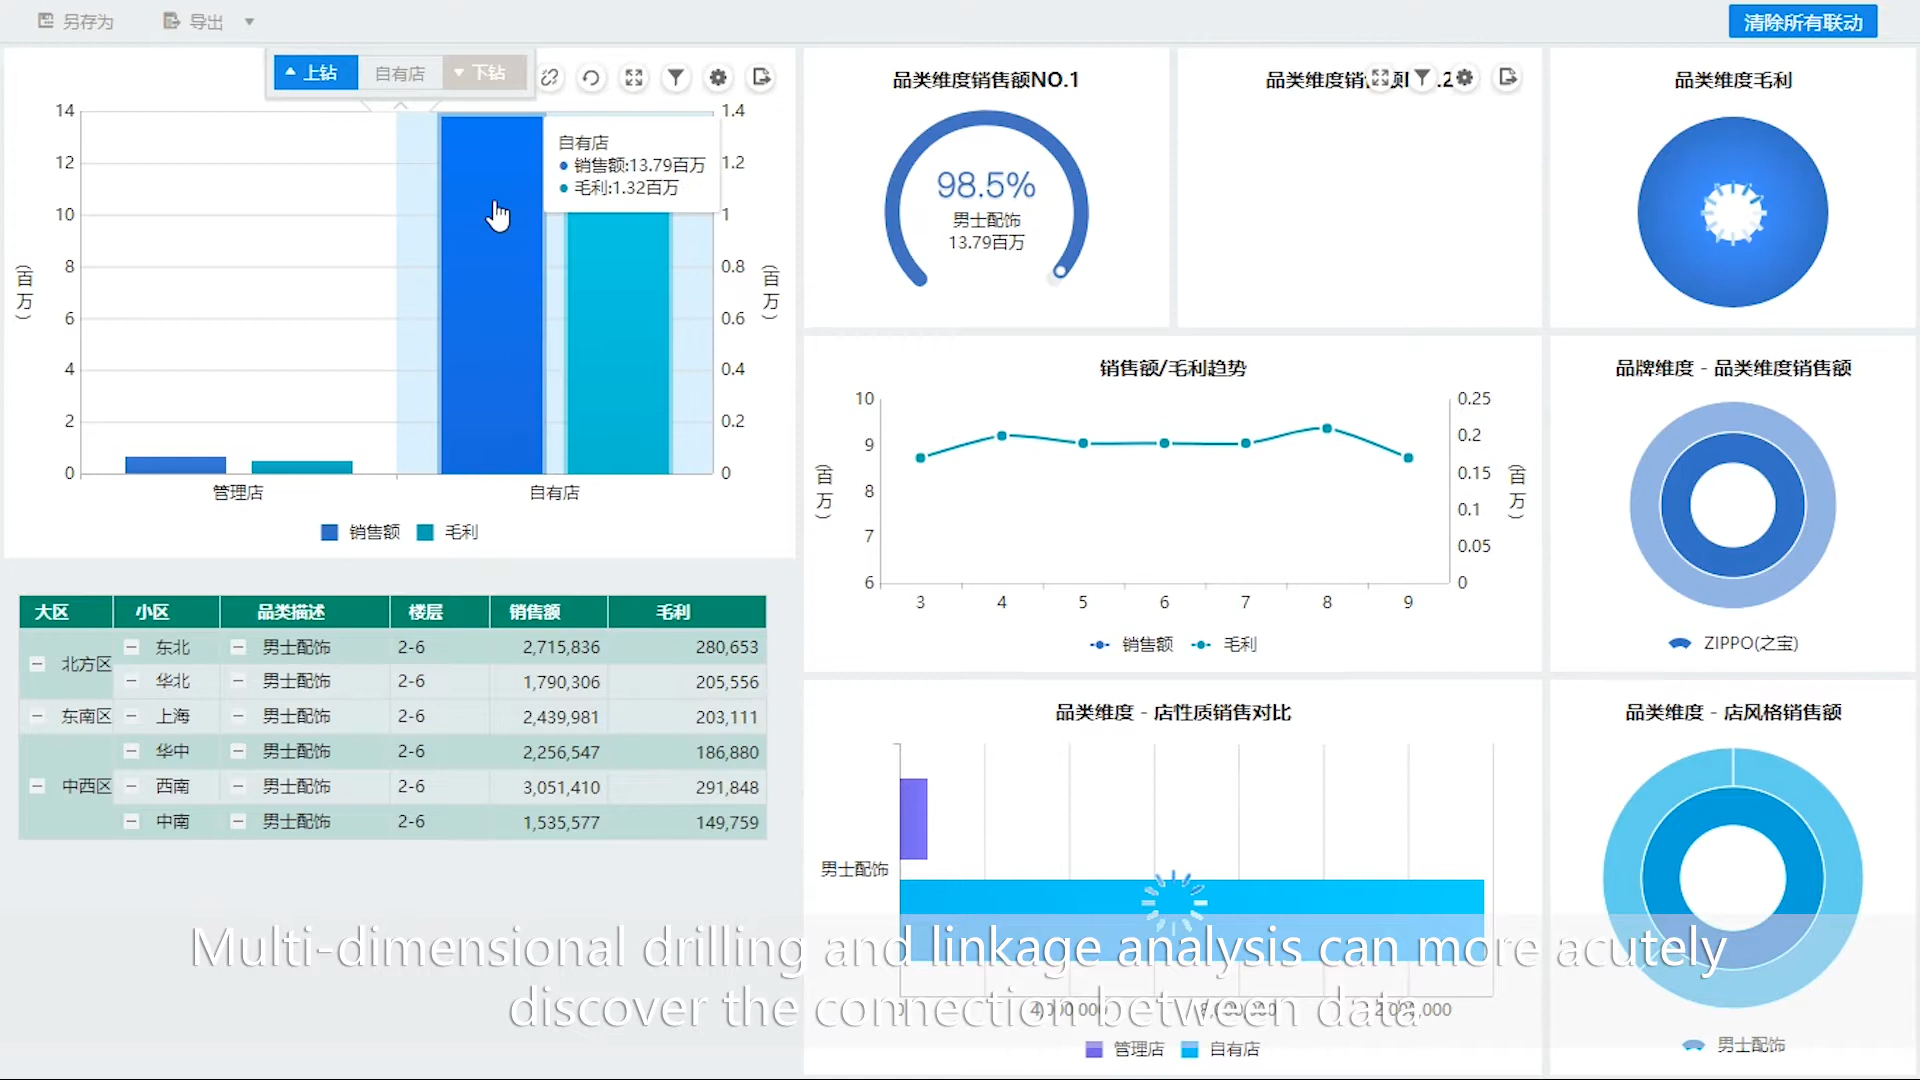 另存为
导出
清除所有联动
上钻
自有店
下钻
14
12
10
8
6
4
2
0
(百万)
1.4
1.2
1
0.8
0.6
0.4
0.2
0
(百万)
自有店
销售额:13.79百万
毛利:1.32百万
管理店
自有店
销售额
毛利
品类维度销售额NO.1
98.5%
男士配饰
13.79百万
品类维度毛利
销售额/毛利趋势
10
9
8
7
6
(百万)
0.25
0.2
0.15
0.1
0.05
0
(百万)
3 4 5 6 7 8 9
销售额
毛利
品牌维度 - 品类维度销售额
ZIPPO(之宝)
大区 小区 品类描述 楼层 销售额 毛利
北方区 东北 男士配饰 2-6 2,715,836 280,653
华北 男士配饰 2-6 1,790,306 205,556
东南区 上海 男士配饰 2-6 2,439,981 203,111
中西区 华中 男士配饰 2-6 2,256,547 186,880
西南 男士配饰 2-6 3,051,410 291,848
中南 男士配饰 2-6 1,535,577 149,759
品类维度 - 店性质销售对比
男士配饰
管理店
自有店
品类维度 - 店风格销售额
男士配饰
Multi-dimensional drilling and linkage analysis can more acutely
discover the connection between data